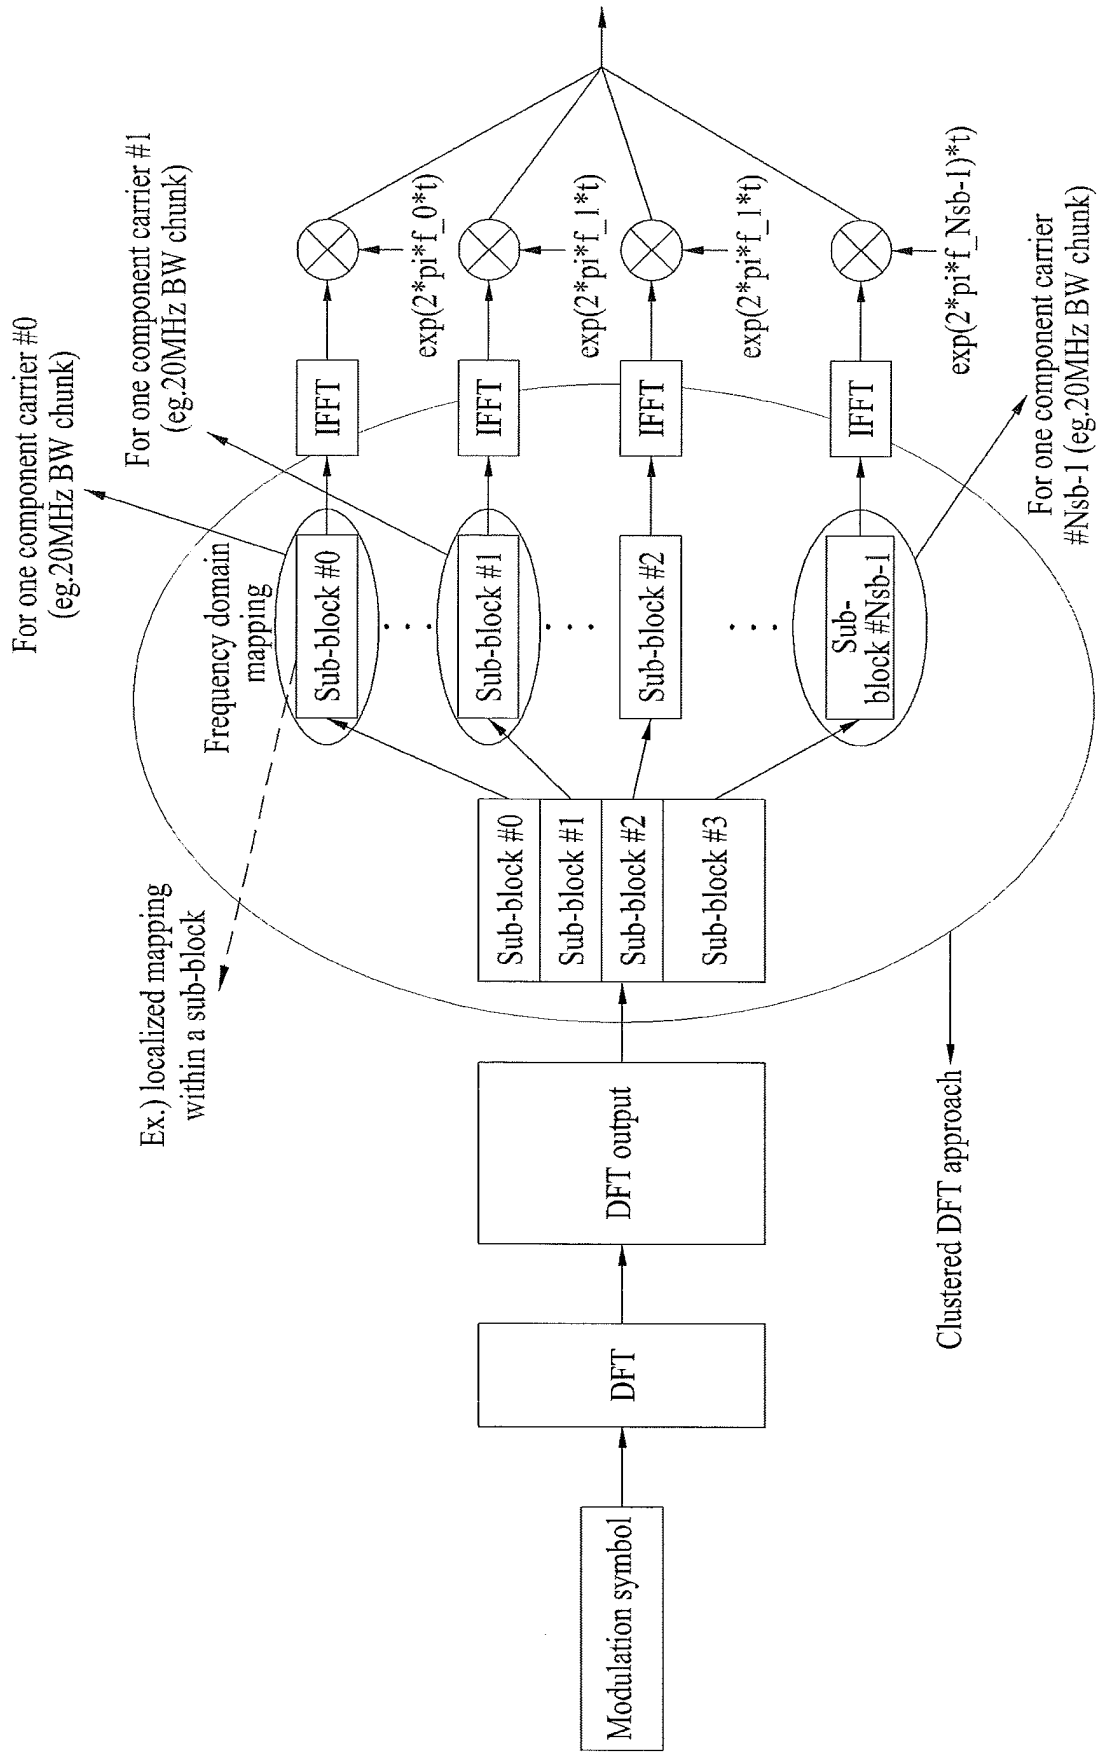 Modulation symbol
DFT
DFT output
Sub-block #0
Sub-block #1
Sub-block #2
Sub-block #3
Clustered DFT approach
Ex.) localized mapping
within a sub-block
Frequency domain
mapping
Sub-block #0
. . .
Sub-block #1
. . .
Sub-block #2
. . .
Sub-
block #Nsb-1
For one component carrier #0
(eg.20MHz BW chunk)
For one component carrier #1
(eg.20MHz BW chunk)
For one component carrier
#Nsb-1 (eg.20MHz BW chunk)
IFFT
IFFT
IFFT
IFFT
exp(2*pi*f_0*t)
exp(2*pi*f_1*t)
exp(2*pi*f_1*t)
exp(2*pi*f_Nsb-1)*t)